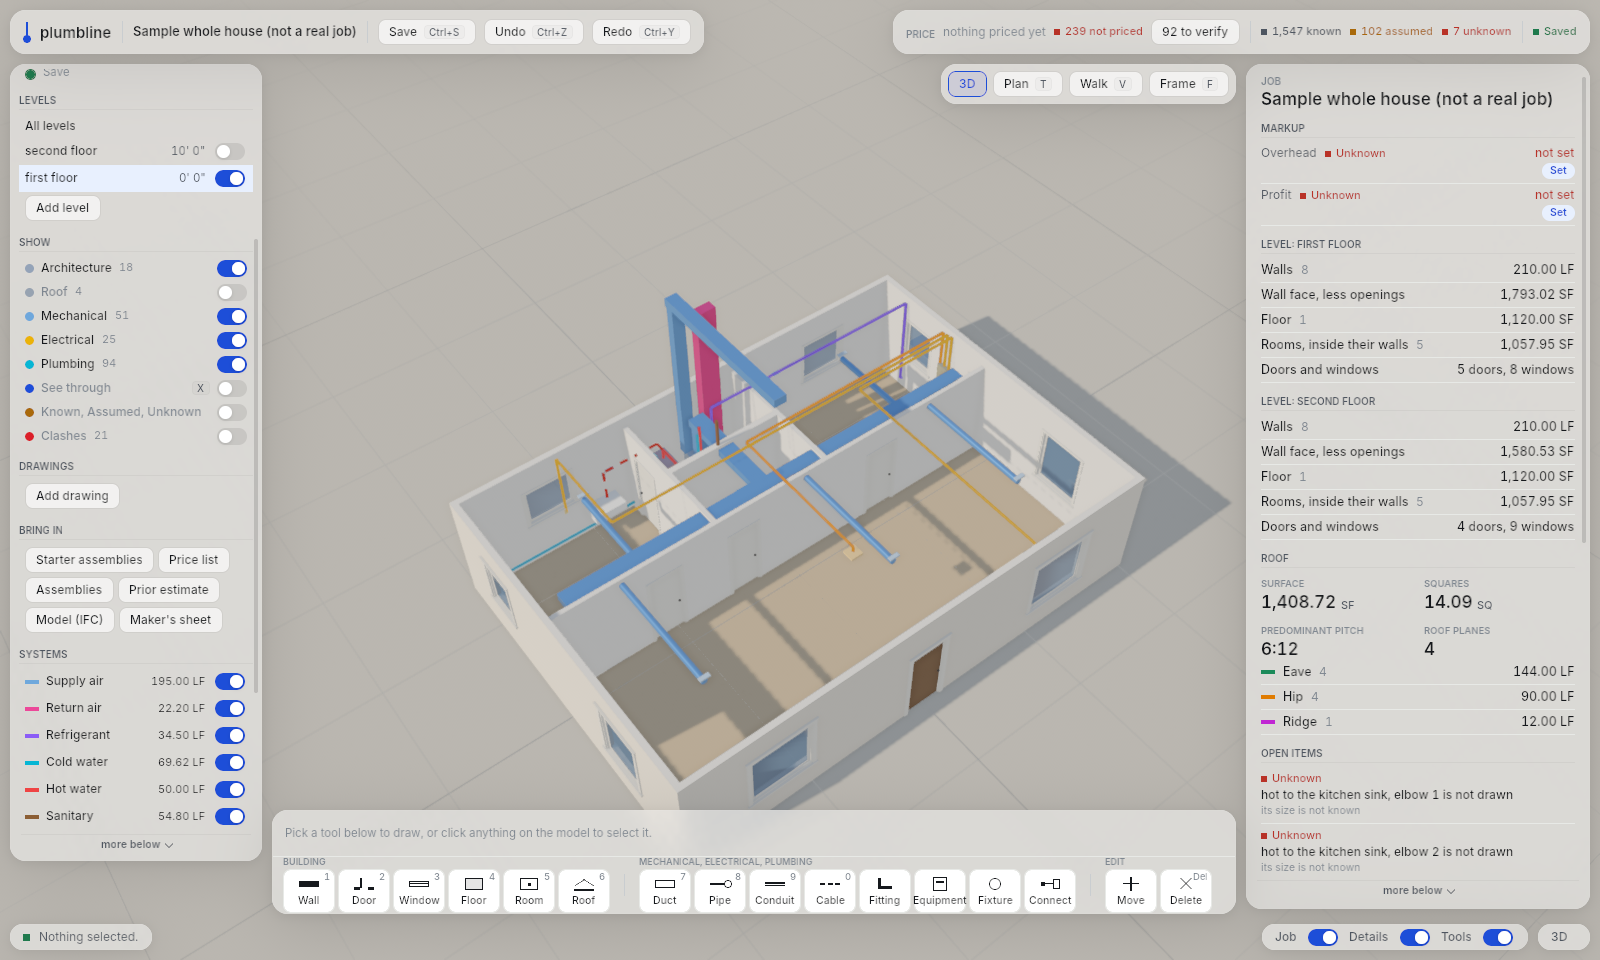 plumbline
Sample whole house (not a real job)
Save Ctrl+S
Undo Ctrl+Z
Redo Ctrl+Y
PRICE nothing priced yet
239 not priced
92 to verify
1,547 known
102 assumed
7 unknown
Saved
Save
LEVELS
All levels
second floor 10' 0"
first floor 0' 0"
Add level
SHOW
Architecture 18
Roof 4
Mechanical 51
Electrical 25
Plumbing 94
See through X
Known, Assumed, Unknown
Clashes 21
DRAWINGS
Add drawing
BRING IN
Starter assemblies
Price list
Assemblies
Prior estimate
Model (IFC)
Maker's sheet
SYSTEMS
Supply air 195.00 LF
Return air 22.20 LF
Refrigerant 34.50 LF
Cold water 69.62 LF
Hot water 50.00 LF
Sanitary 54.80 LF
more below
3D
Plan T
Walk V
Frame F
JOB
Sample whole house (not a real job)
MARKUP
Overhead Unknown not set
Set
Profit Unknown not set
Set
LEVEL: FIRST FLOOR
Walls 8 210.00 LF
Wall face, less openings 1,793.02 SF
Floor 1 1,120.00 SF
Rooms, inside their walls 5 1,057.95 SF
Doors and windows 5 doors, 8 windows
LEVEL: SECOND FLOOR
Walls 8 210.00 LF
Wall face, less openings 1,580.53 SF
Floor 1 1,120.00 SF
Rooms, inside their walls 5 1,057.95 SF
Doors and windows 4 doors, 9 windows
ROOF
SURFACE SQUARES
1,408.72 SF 14.09 SQ
PREDOMINANT PITCH ROOF PLANES
6:12 4
Eave 4 144.00 LF
Hip 4 90.00 LF
Ridge 1 12.00 LF
OPEN ITEMS
Unknown
hot to the kitchen sink, elbow 1 is not drawn
its size is not known
Unknown
hot to the kitchen sink, elbow 2 is not drawn
its size is not known
more below
Pick a tool below to draw, or click anything on the model to select it.
BUILDING
1 Wall
2 Door
3 Window
4 Floor
5 Room
6 Roof
MECHANICAL, ELECTRICAL, PLUMBING
7 Duct
8 Pipe
9 Conduit
0 Cable
Fitting
Equipment
Fixture
Connect
EDIT
Move
Del Delete
Nothing selected.
Job
Details
Tools
3D